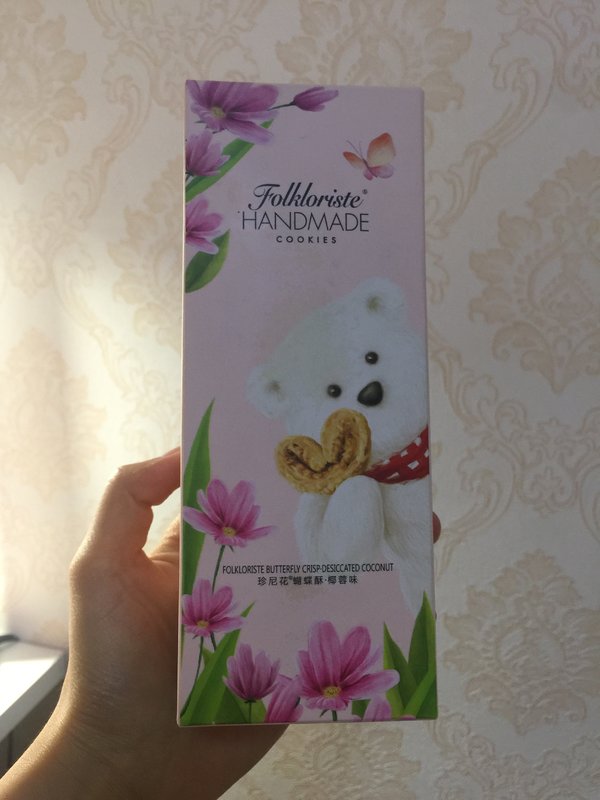 Folkloriste®
HANDMADE
COOKIES
FOLKLORISTE BUTTERFLY CRISP-DESICCATED COCONUT
珍尼花®蝴蝶酥·椰蓉味